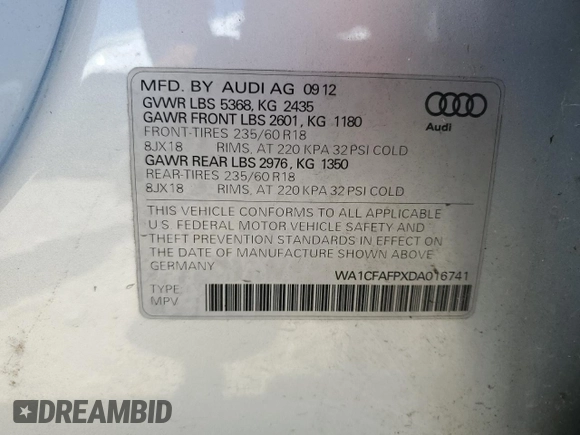 MFD. BY AUDI AG 09 12
GVWR LBS 5368, KG 2435
GAWR FRONT LBS 2601, KG 1180
FRONT-TIRES 235/60 R18
8JX18 RIMS, AT 220 KPA 32 PSI COLD
GAWR REAR LBS 2976, KG 1350
REAR-TIRES 235/60 R18
8JX18 RIMS, AT 220 KPA 32 PSI COLD
Audi
THIS VEHICLE CONFORMS TO ALL APPLICABLE
U.S. FEDERAL MOTOR VEHICLE SAFETY AND
THEFT PREVENTION STANDARDS IN EFFECT ON
THE DATE OF MANUFACTURE SHOWN ABOVE
GERMANY
WA1CFAFPXDA016741
TYPE
MPV
DREAMBID